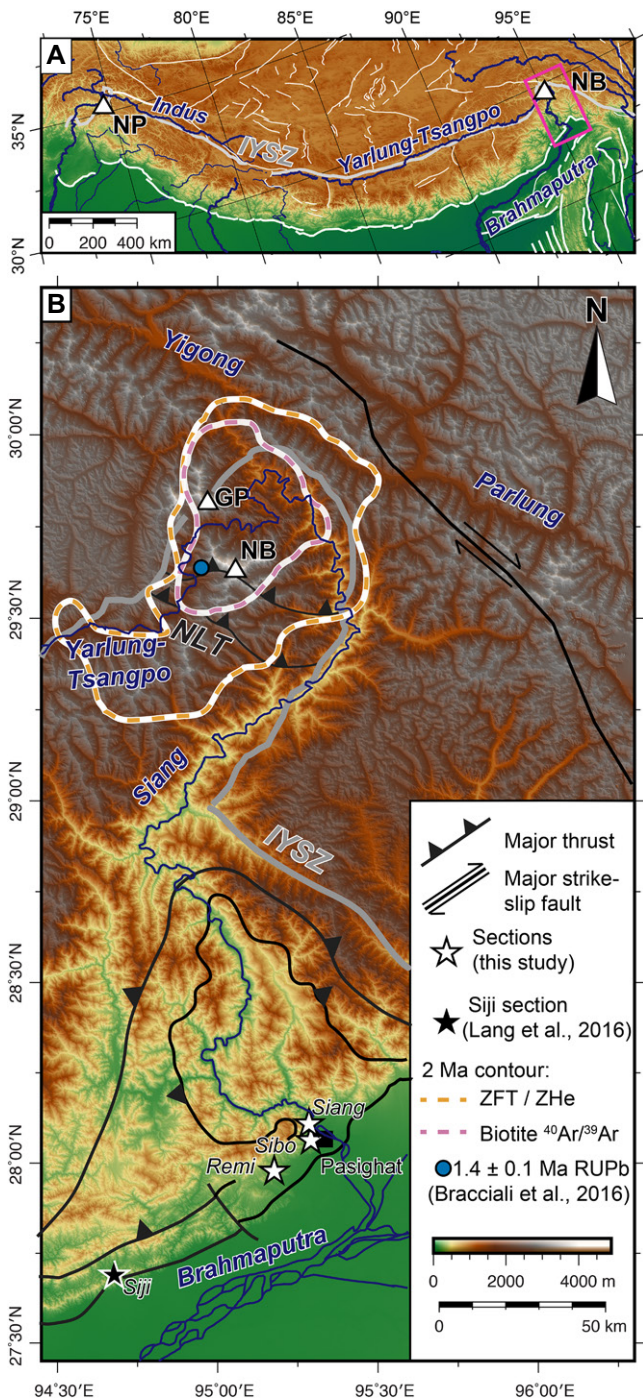 75°E
80°E
85°E
90°E
95°E
A
NB
Indus
NP
IYSZ
Yarlung-Tsangpo
35°N
Brahmaputra
0 200 400 km
30°N
B
N
Yigong
30°00′N
Parlung
GP
NB
29°30′N
NLT
Yarlung-
Tsangpo
Siang
29°00′N
IYSZ
Major thrust
Major strike-
slip fault
Sections
(this study)
28°30′N
Siji section
(Lang et al., 2016)
2 Ma contour:
ZFT / ZHe
Siang
Biotite ⁴⁰Ar/³⁹Ar
Sibo
28°00′N
Remi
Pasighat
1.4 ± 0.1 Ma RUPb
(Bracciali et al., 2016)
Brahmaputra
Siji
0 2000 4000 m
0 50 km
27°30′N
94°30′E
95°00′E
95°30′E
96°00′E